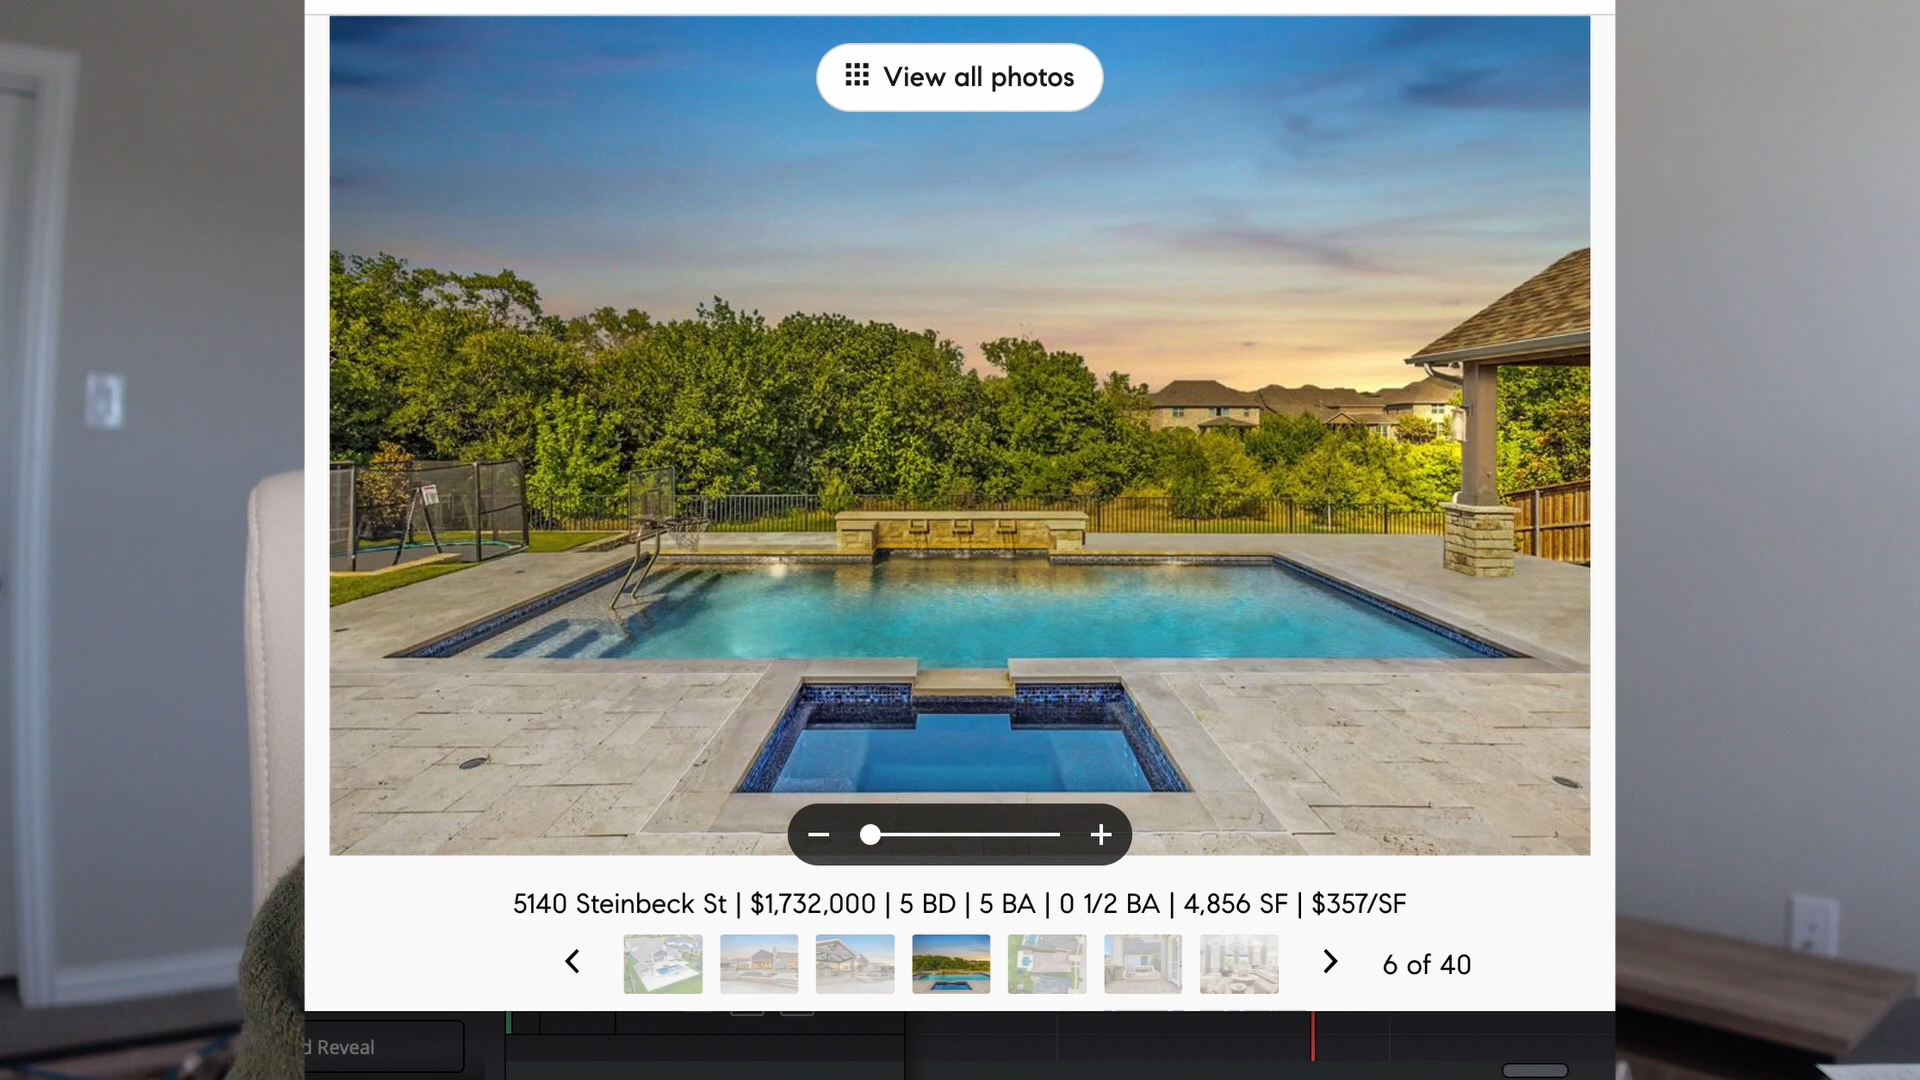 View all photos
5140 Steinbeck St | $1,732,000 | 5 BD | 5 BA | 0 1/2 BA | 4,856 SF | $357/SF
6 of 40
d Reveal